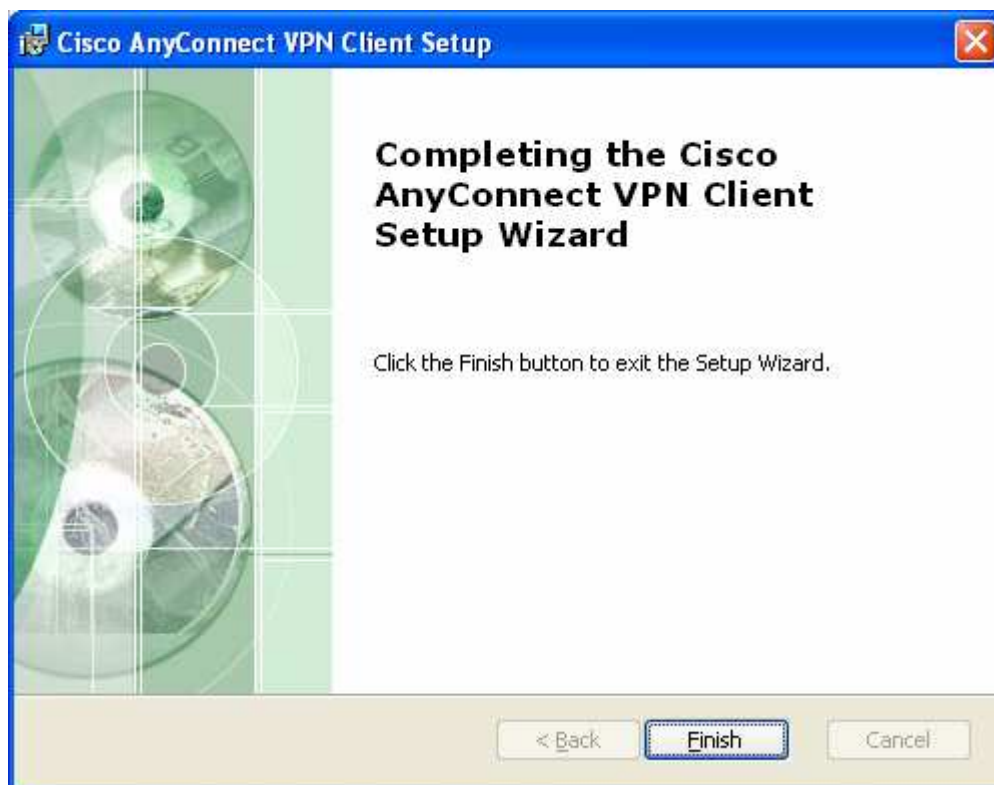 Cisco AnyConnect VPN Client Setup
Completing the Cisco
AnyConnect VPN Client
Setup Wizard
Click the Finish button to exit the Setup Wizard.
< Back
Finish
Cancel